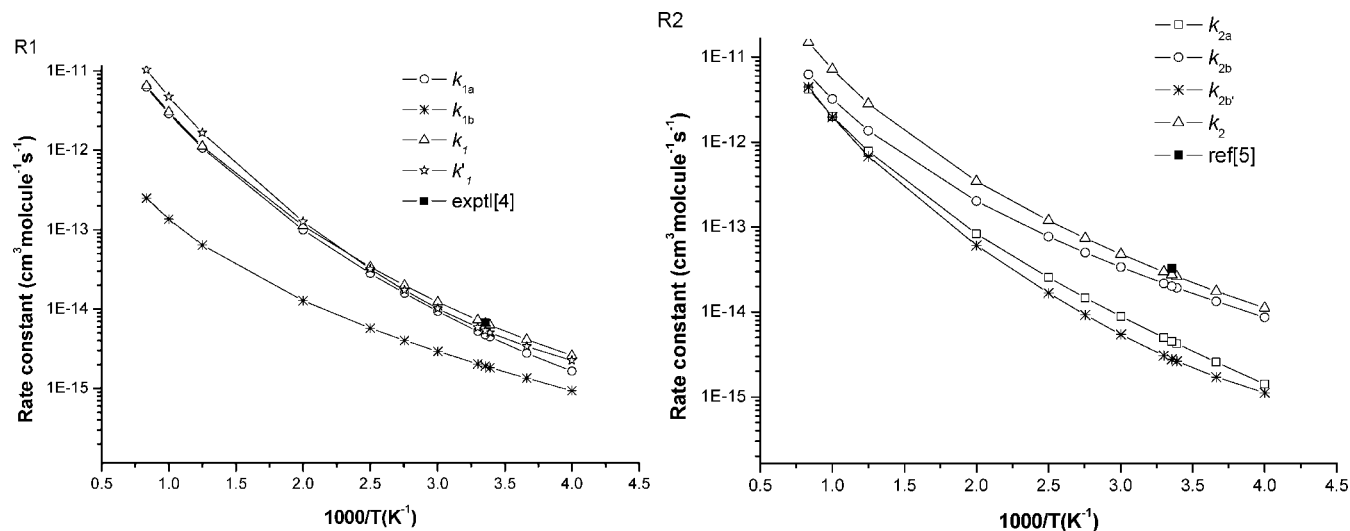 R1
Rate constant (cm³molcule⁻¹s⁻¹)
1E-11
1E-12
1E-13
1E-14
1E-15
k1a
k1b
k1
k'1
exptl[4]
0.5 1.0 1.5 2.0 2.5 3.0 3.5 4.0 4.5
1000/T(K⁻¹)
R2
Rate constant (cm³molecule⁻¹s⁻¹)
1E-11
1E-12
1E-13
1E-14
1E-15
k2a
k2b
k2b'
k2
ref[5]
0.5 1.0 1.5 2.0 2.5 3.0 3.5 4.0 4.5
1000/T(K⁻¹)